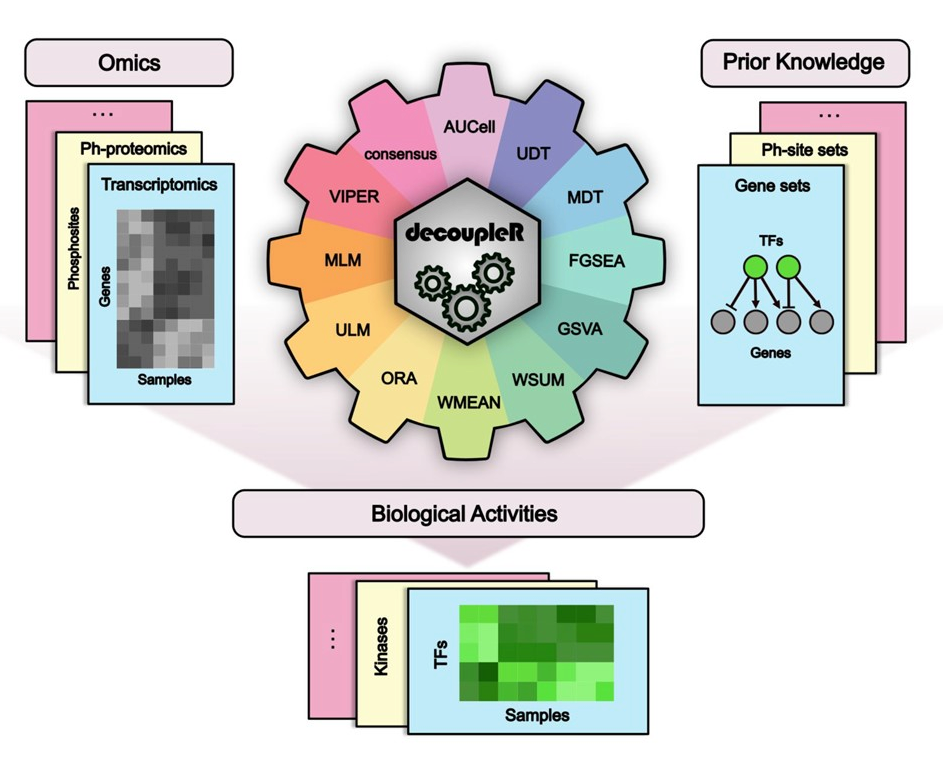 Omics
...
Ph-proteomics
Phosphosites
Transcriptomics
Genes
Samples
AUCell
UDT
MDT
FGSEA
GSVA
WSUM
WMEAN
ORA
ULM
MLM
VIPER
consensus
decoupleR
Prior Knowledge
...
Ph-site sets
Gene sets
TFs
Genes
Biological Activities
...
Kinases
TFs
Samples